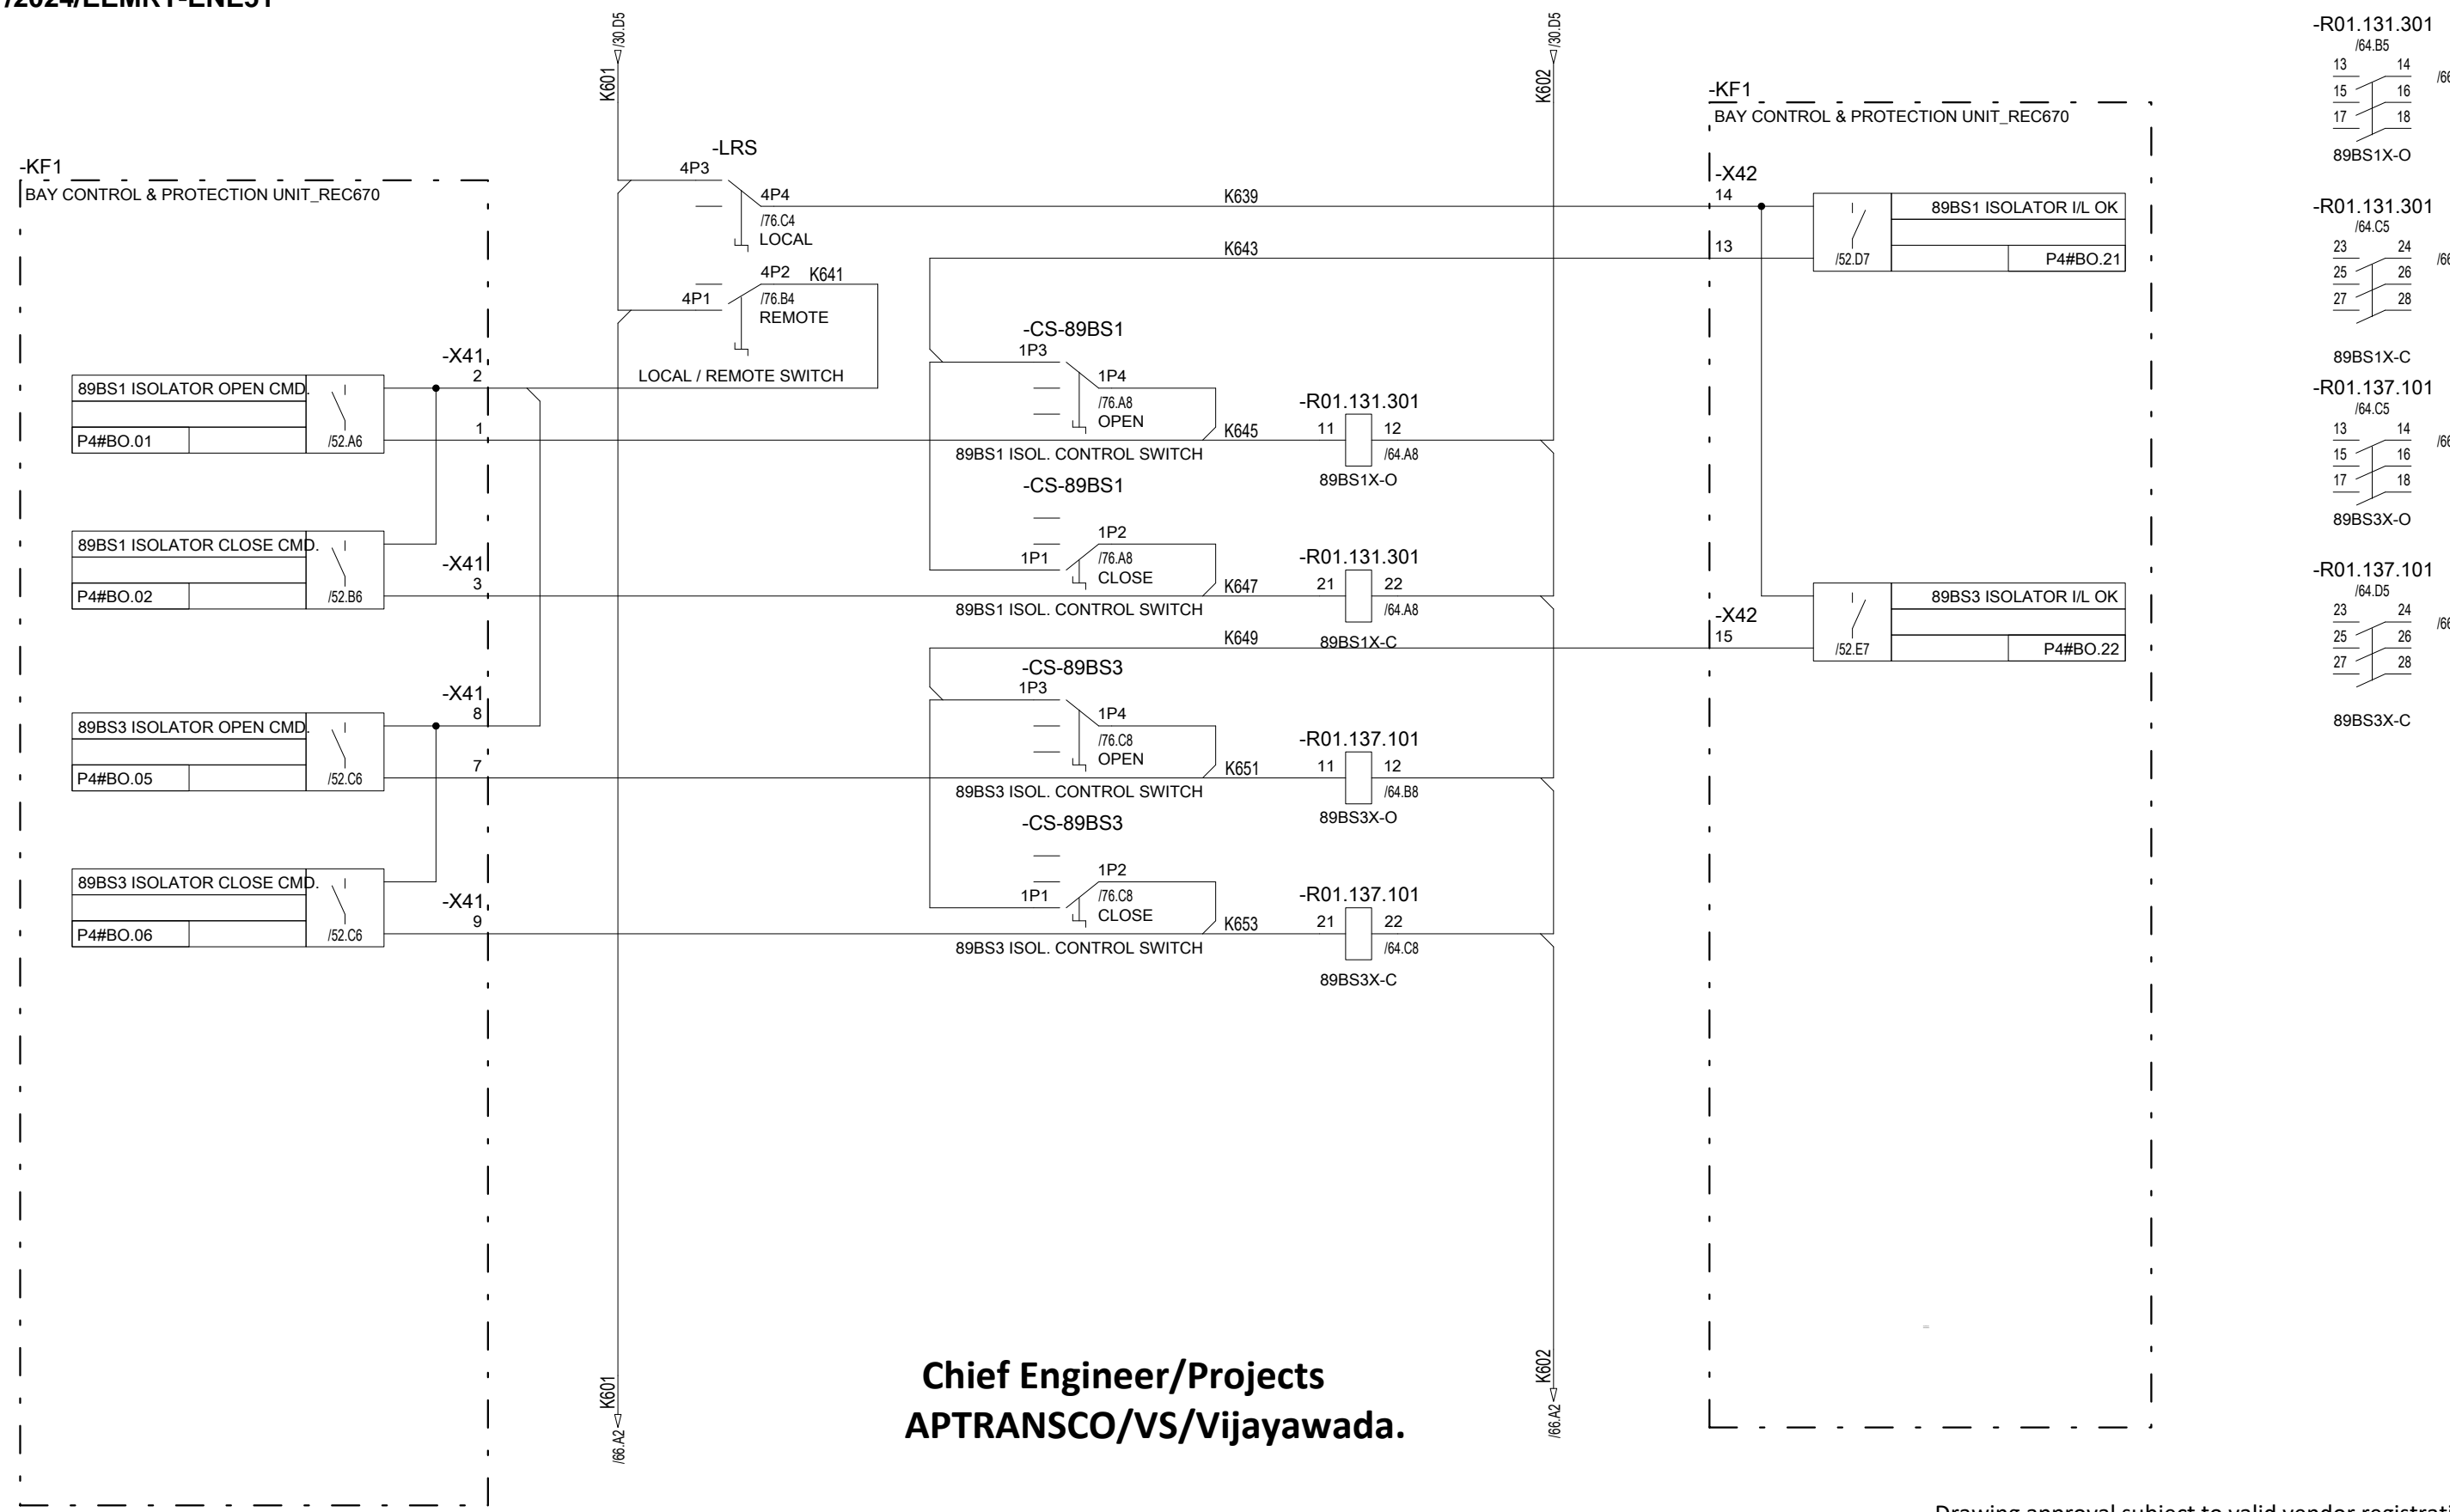 K601
/30.D5
K602
/30.D5
-KF1
BAY CONTROL & PROTECTION UNIT_REC670
-KF1
BAY CONTROL & PROTECTION UNIT_REC670
-LRS
4P3
4P4
/76.C4
LOCAL
4P2
K641
4P1
/76.B4
REMOTE
LOCAL / REMOTE SWITCH
K639
K643
-X42
14
13
89BS1 ISOLATOR I/L OK
/52.D7
P4#BO.21
-X41
2
1
89BS1 ISOLATOR OPEN CMD.
P4#BO.01
/52.A6
-CS-89BS1
1P3
1P4
/76.A8
OPEN
K645
89BS1 ISOL. CONTROL SWITCH
-R01.131.301
11
12
/64.A8
89BS1X-O
89BS1 ISOLATOR CLOSE CMD.
P4#BO.02
/52.B6
-X41
3
-CS-89BS1
1P2
1P1
/76.A8
CLOSE
K647
89BS1 ISOL. CONTROL SWITCH
-R01.131.301
21
22
/64.A8
89BS1X-C
K649
-X42
15
89BS3 ISOLATOR I/L OK
/52.E7
P4#BO.22
-X41
8
7
89BS3 ISOLATOR OPEN CMD.
P4#BO.05
/52.C6
-CS-89BS3
1P3
1P4
/76.C8
OPEN
K651
89BS3 ISOL. CONTROL SWITCH
-R01.137.101
11
12
/64.B8
89BS3X-O
89BS3 ISOLATOR CLOSE CMD.
P4#BO.06
/52.C6
-X41
9
-CS-89BS3
1P2
1P1
/76.C8
CLOSE
K653
89BS3 ISOL. CONTROL SWITCH
-R01.137.101
21
22
/64.C8
89BS3X-C
-R01.131.301
/64.B5
13 14
15 16
17 18
89BS1X-O
-R01.131.301
/64.C5
23 24
25 26
27 28
89BS1X-C
-R01.137.101
/64.C5
13 14
15 16
17 18
89BS3X-O
-R01.137.101
/64.D5
23 24
25 26
27 28
89BS3X-C
K601
/66.A2
K602
/66.A2
Chief Engineer/Projects
APTRANSCO/VS/Vijayawada.
Drawing approval subject to valid vendor